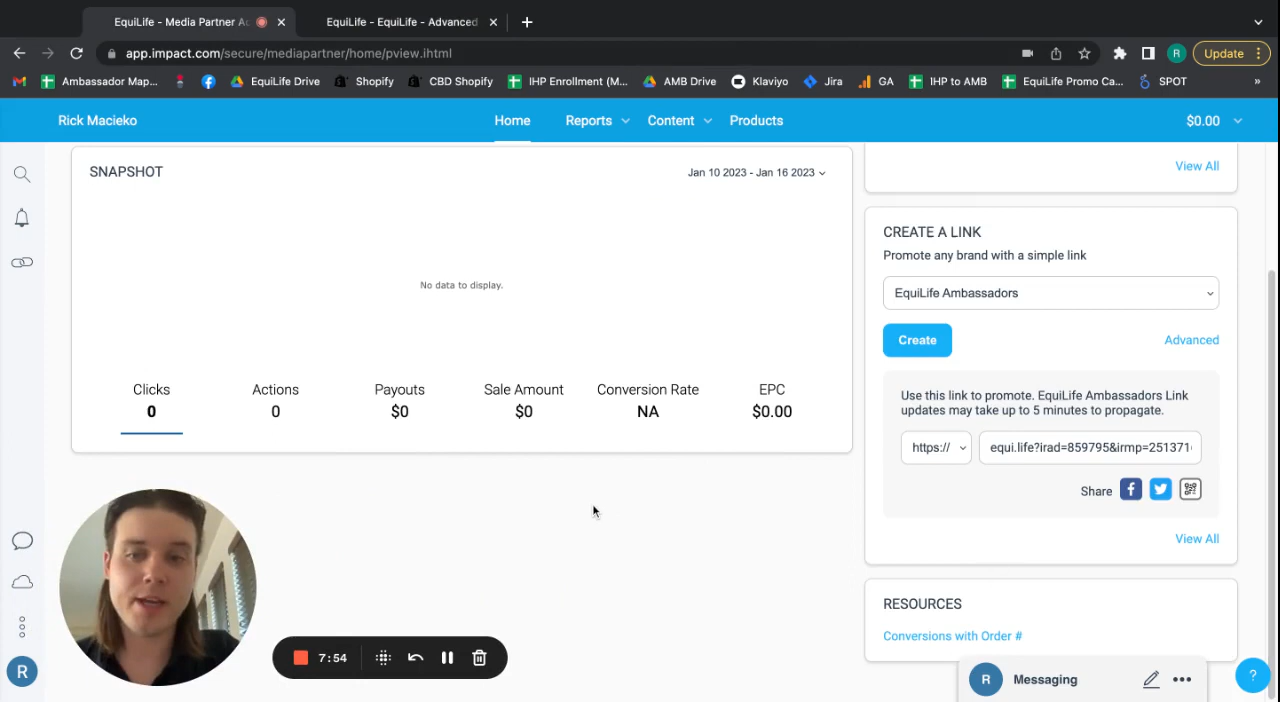 EquiLife - Media Partner Ac
EquiLife - EquiLife - Advanced
app.impact.com/secure/mediapartner/home/pview.ihtml
R
Update
Ambassador Map...
EquiLife Drive
Shopify
CBD Shopify
IHP Enrollment (M...
AMB Drive
Klaviyo
Jira
GA
IHP to AMB
EquiLife Promo Ca...
SPOT
»
Rick Macieko
Home
Reports
Content
Products
$0.00
SNAPSHOT
Jan 10 2023 - Jan 16 2023
No data to display.
Clicks
0
Actions
0
Payouts
$0
Sale Amount
$0
Conversion Rate
NA
EPC
$0.00
View All
CREATE A LINK
Promote any brand with a simple link
EquiLife Ambassadors
Create
Advanced
Use this link to promote. EquiLife Ambassadors Link
updates may take up to 5 minutes to propagate.
https://
equi.life?irad=859795&irmp=251371
Share
View All
RESOURCES
Conversions with Order #
7:54
R
R
Messaging
?